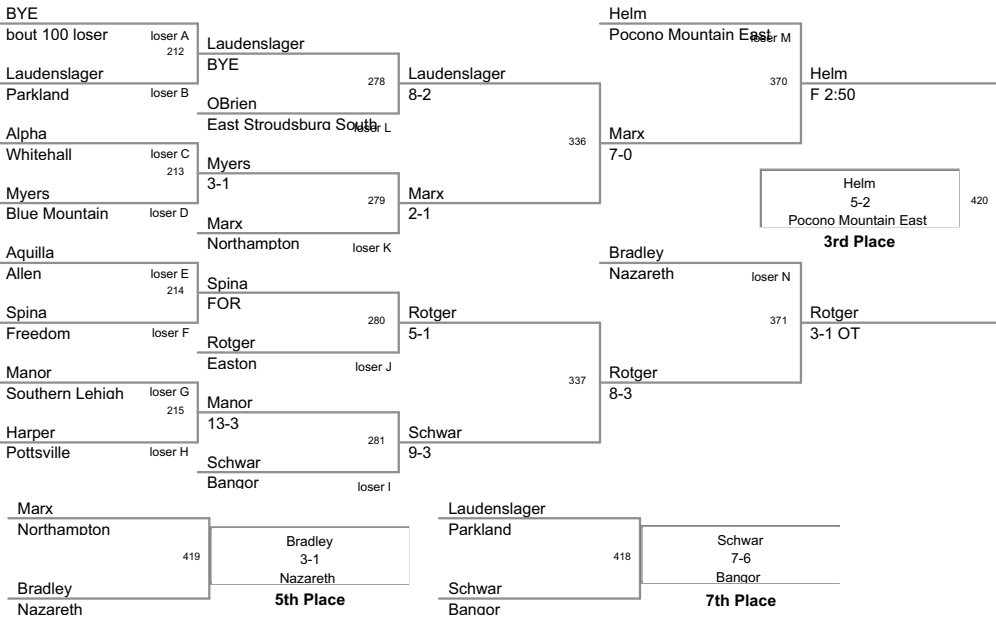 BYE
bout 100 loser
loser A
212
Laudenslager
Parkland
loser B
Alpha
Whitehall
loser C
213
Myers
Blue Mountain
loser D
Aquilla
Allen
loser E
214
Spina
Freedom
loser F
Manor
Southern Lehigh
loser G
215
Harper
Pottsville
loser H
Laudenslager
BYE
278
OBrien
East Stroudsburg South
loser L
Myers
3-1
279
Marx
Northampton
loser K
Spina
FOR
280
Rotger
Easton
loser J
Manor
13-3
281
Schwar
Bangor
loser I
Laudenslager
8-2
336
Marx
2-1
Rotger
5-1
337
Schwar
9-3
Helm
Pocono Mountain East
loser M
370
Marx
7-0
Bradley
Nazareth
loser N
371
Rotger
8-3
Helm
F 2:50
Helm
5-2
Pocono Mountain East
420
3rd Place
Rotger
3-1 OT
Marx
Northampton
419
Bradley
Nazareth
Bradley
3-1
Nazareth
5th Place
Laudenslager
Parkland
418
Schwar
Bangor
Schwar
7-6
Bangor
7th Place